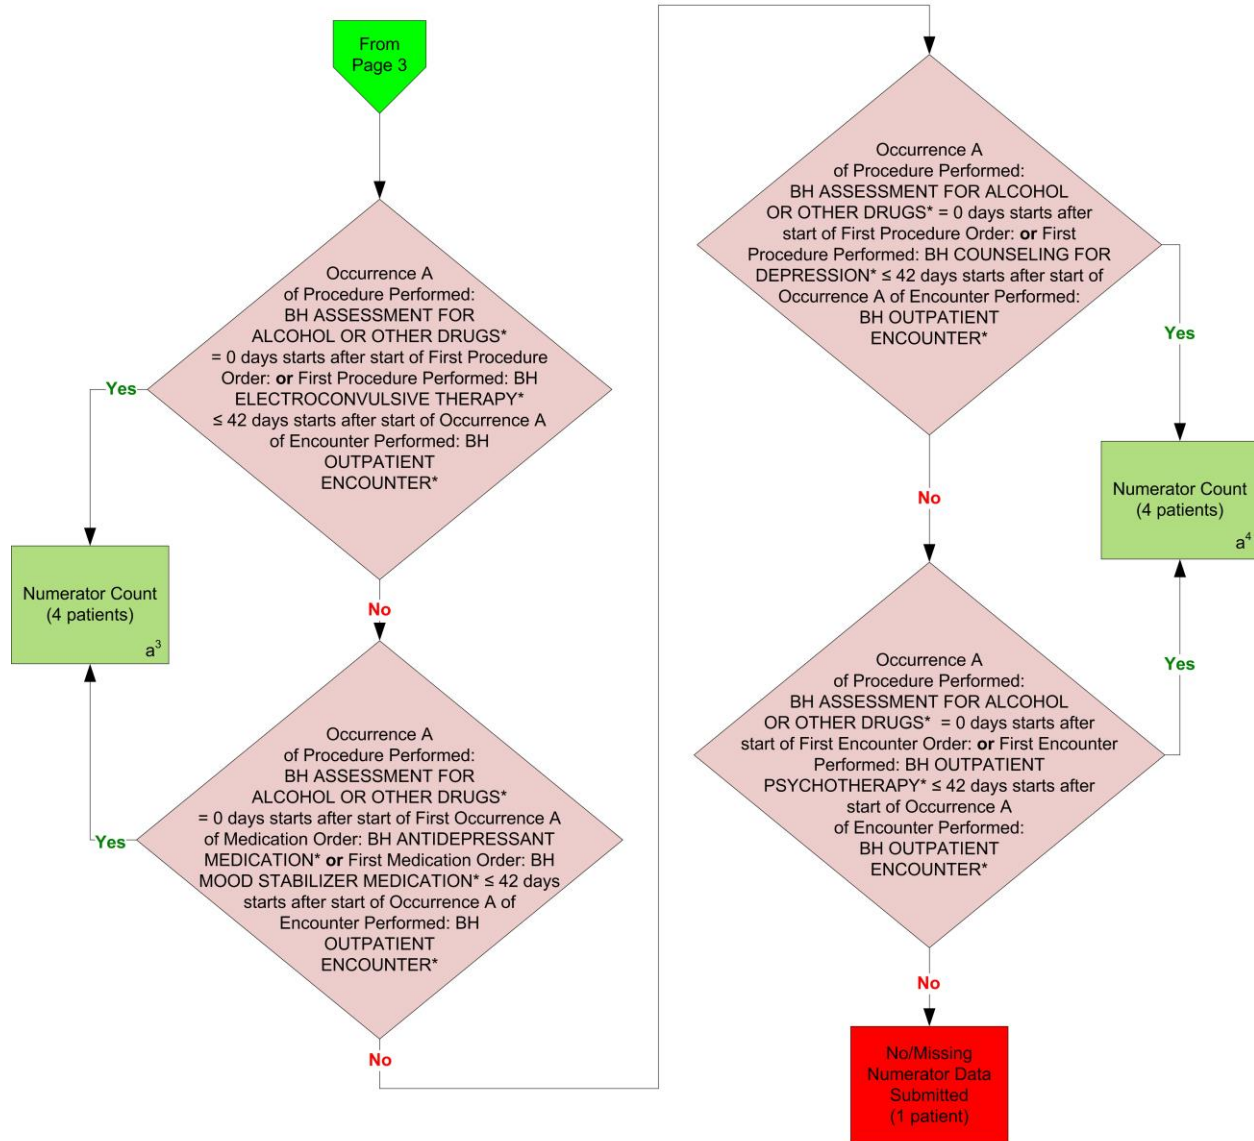 From
Page 3
Occurrence A
of Procedure Performed:
BH ASSESSMENT FOR
ALCOHOL OR OTHER DRUGS*
= 0 days starts after start of First Procedure
Order: or First Procedure Performed: BH
ELECTROCONVULSIVE THERAPY*
≤ 42 days starts after start of Occurrence A
of Encounter Performed: BH
OUTPATIENT
ENCOUNTER*
Yes
No
Numerator Count
(4 patients)
a³
Occurrence A
of Procedure Performed:
BH ASSESSMENT FOR
ALCOHOL OR OTHER DRUGS*
= 0 days starts after start of First Occurrence A
of Medication Order: BH ANTIDEPRESSANT
MEDICATION* or First Medication Order: BH
MOOD STABILIZER MEDICATION* ≤ 42 days
starts after start of Occurrence A of
Encounter Performed: BH
OUTPATIENT
ENCOUNTER*
Yes
No
Occurrence A
of Procedure Performed:
BH ASSESSMENT FOR ALCOHOL
OR OTHER DRUGS* = 0 days starts after
start of First Procedure Order: or First
Procedure Performed: BH COUNSELING FOR
DEPRESSION* ≤ 42 days starts after start of
Occurrence A of Encounter Performed:
BH OUTPATIENT
ENCOUNTER*
Yes
No
Numerator Count
(4 patients)
a⁴
Occurrence A
of Procedure Performed:
BH ASSESSMENT FOR ALCOHOL
OR OTHER DRUGS* = 0 days starts after
start of First Encounter Order: or First Encounter
Performed: BH OUTPATIENT
PSYCHOTHERAPY* ≤ 42 days starts after
start of Occurrence A
of Encounter Performed:
BH OUTPATIENT
ENCOUNTER*
Yes
No
No/Missing
Numerator Data
Submitted
(1 patient)